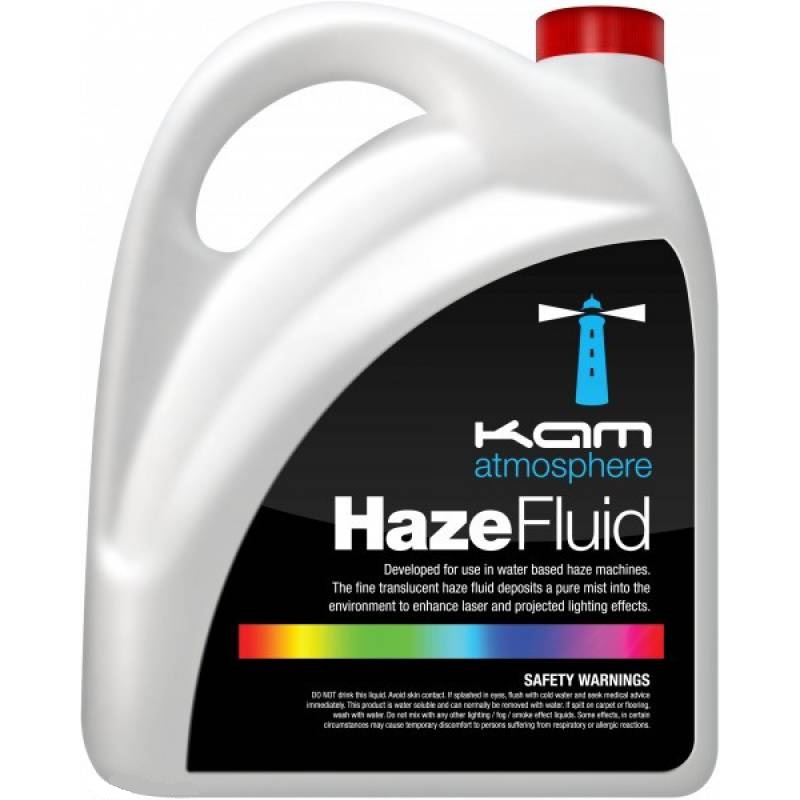 KAM
atmosphere
HazeFluid
Developed for use in water based haze machines.
The fine translucent haze fluid deposits a pure mist into the
environment to enhance laser and projected lighting effects.
SAFETY WARNINGS
DO NOT drink this liquid. Avoid skin contact. If splashed in eyes, flush with cold water and seek medical advice
immediately. This product is water soluble and can normally be removed with water. If spilt on carpet or flooring,
wash with water. Do not mix with any other lighting / fog / smoke effect liquids. Some effects, in certain
circumstances may cause temporary discomfort to persons suffering from respiratory or allergic reactions.